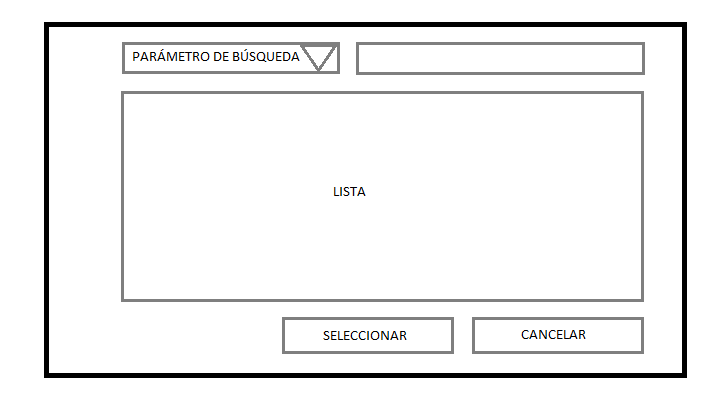 PARÁMETRO DE BÚSQUEDA
LISTA
SELECCIONAR
CANCELAR